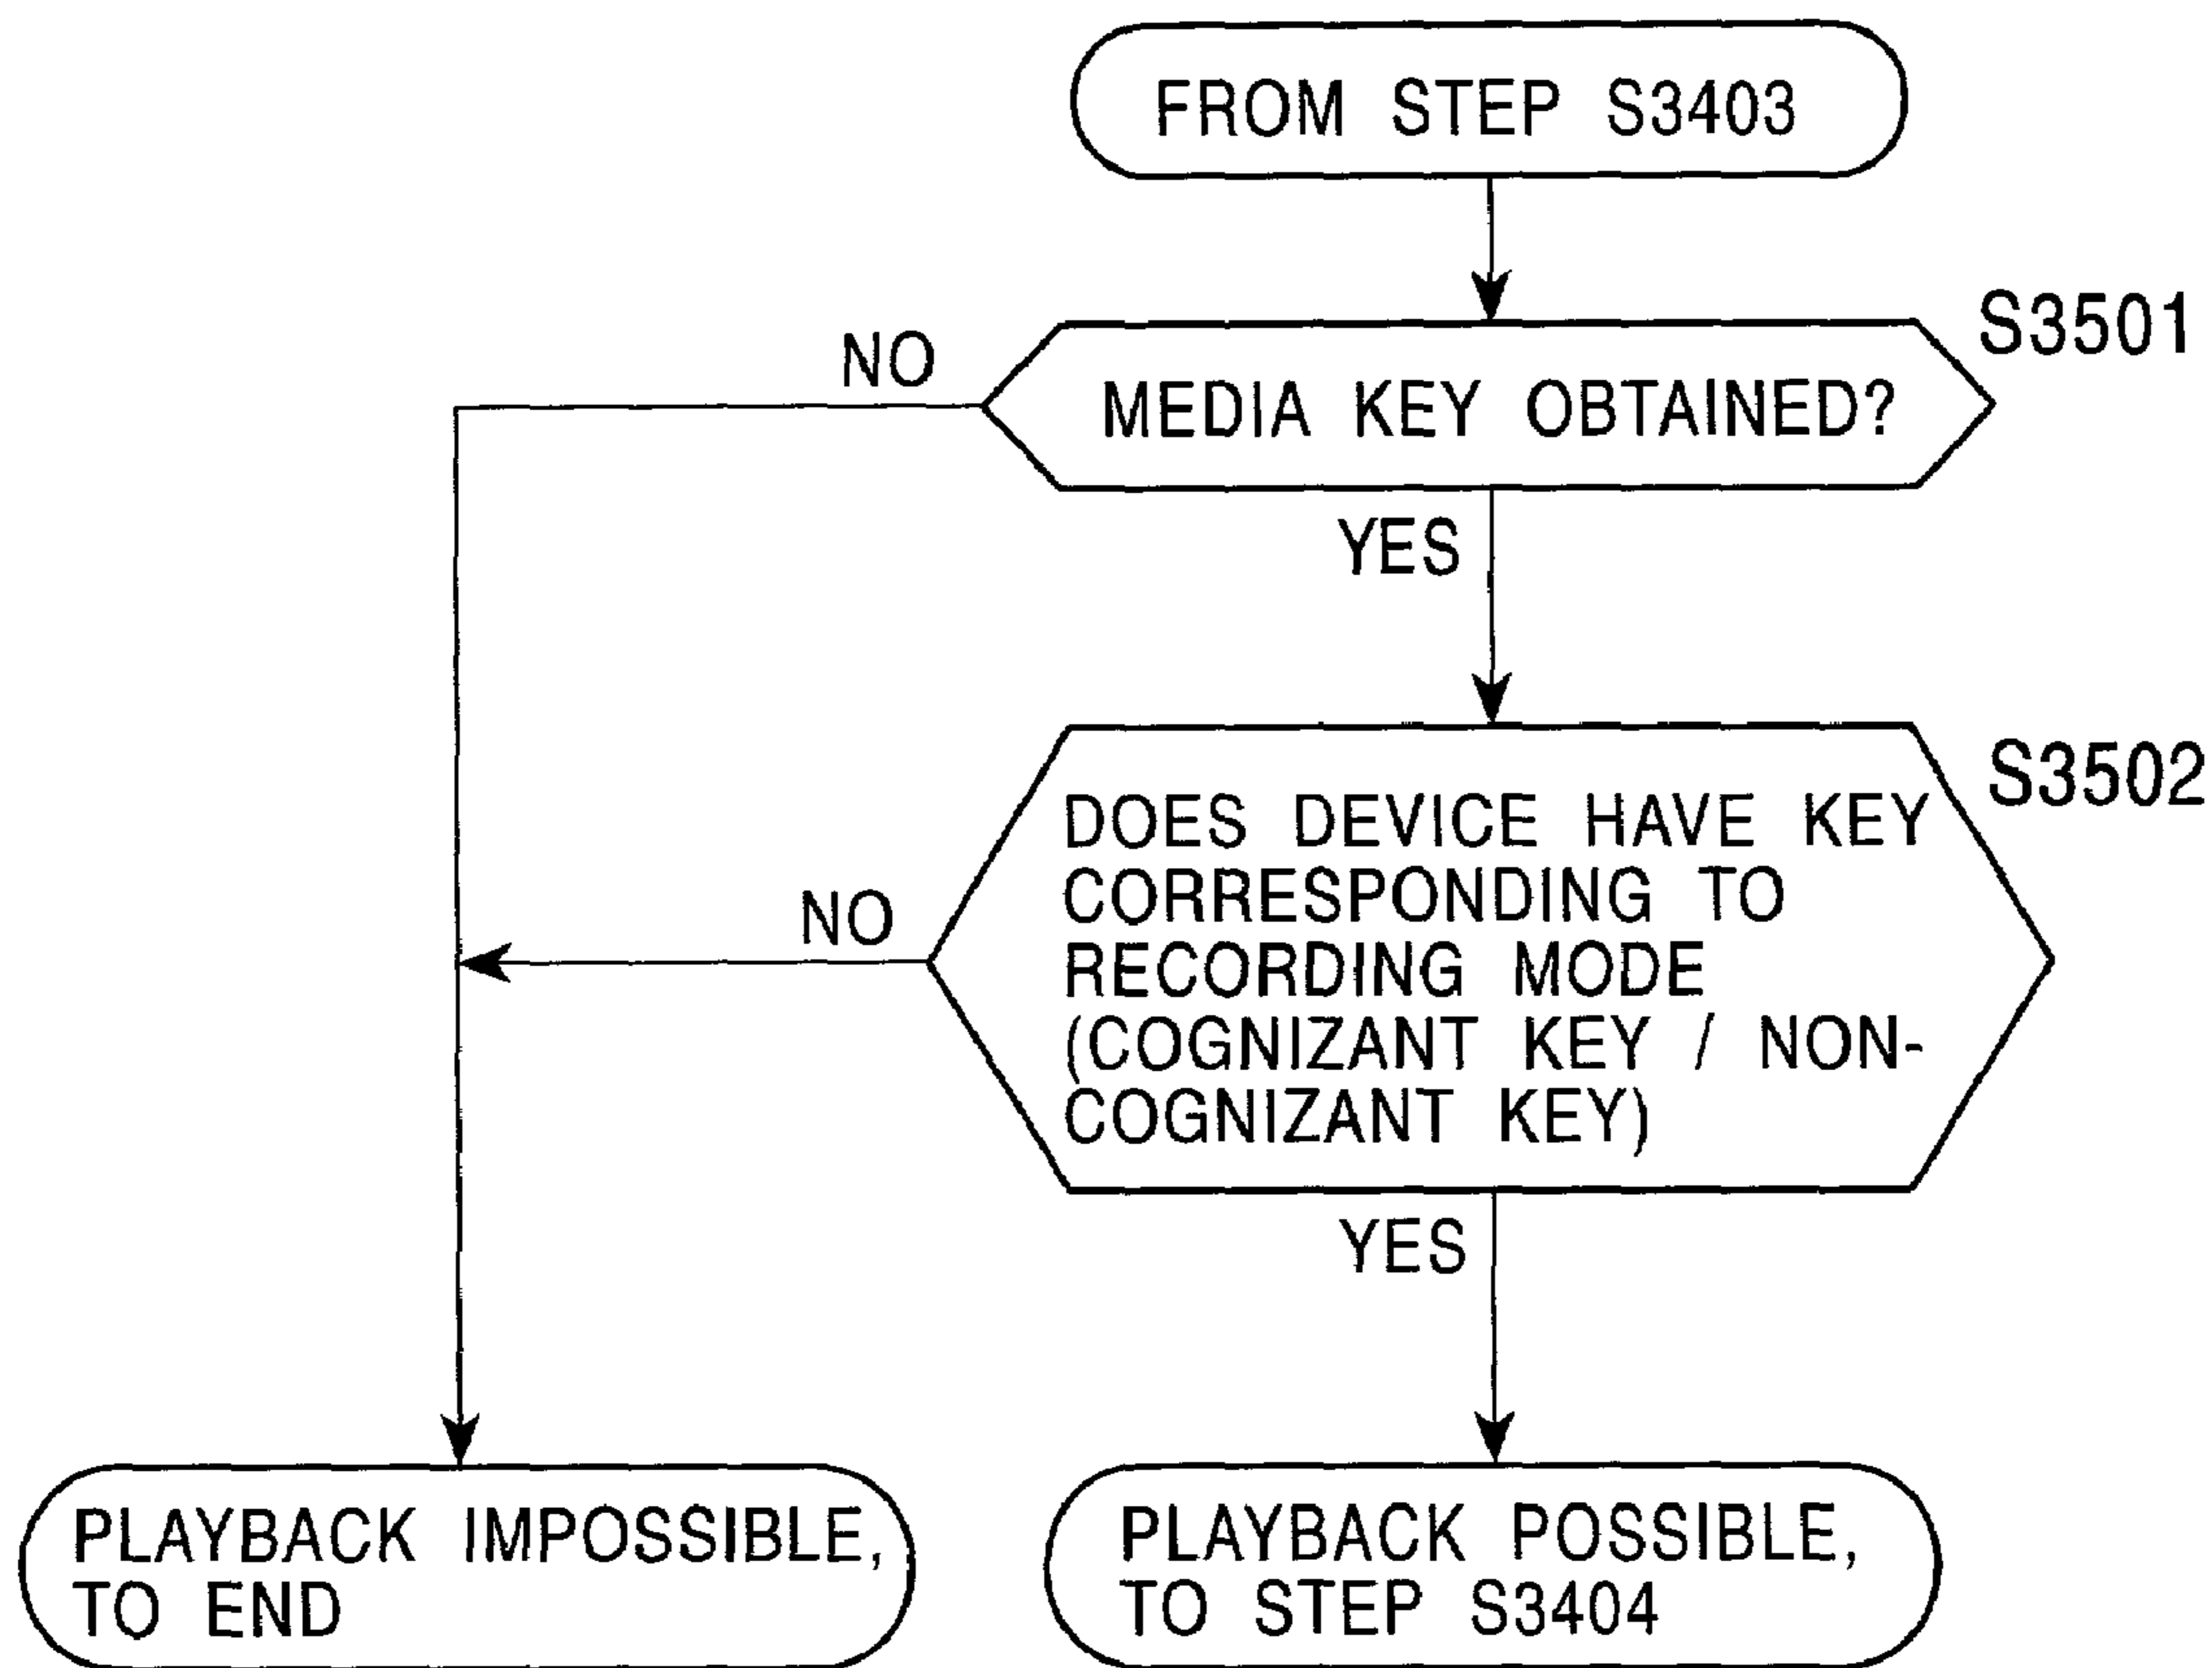 FROM STEP S3403
S3501
NO
MEDIA KEY OBTAINED?
YES
S3502
DOES DEVICE HAVE KEY
CORRESPONDING TO
RECORDING MODE
(COGNIZANT KEY / NON-
COGNIZANT KEY)
NO
YES
PLAYBACK IMPOSSIBLE,
TO END
PLAYBACK POSSIBLE,
TO STEP S3404